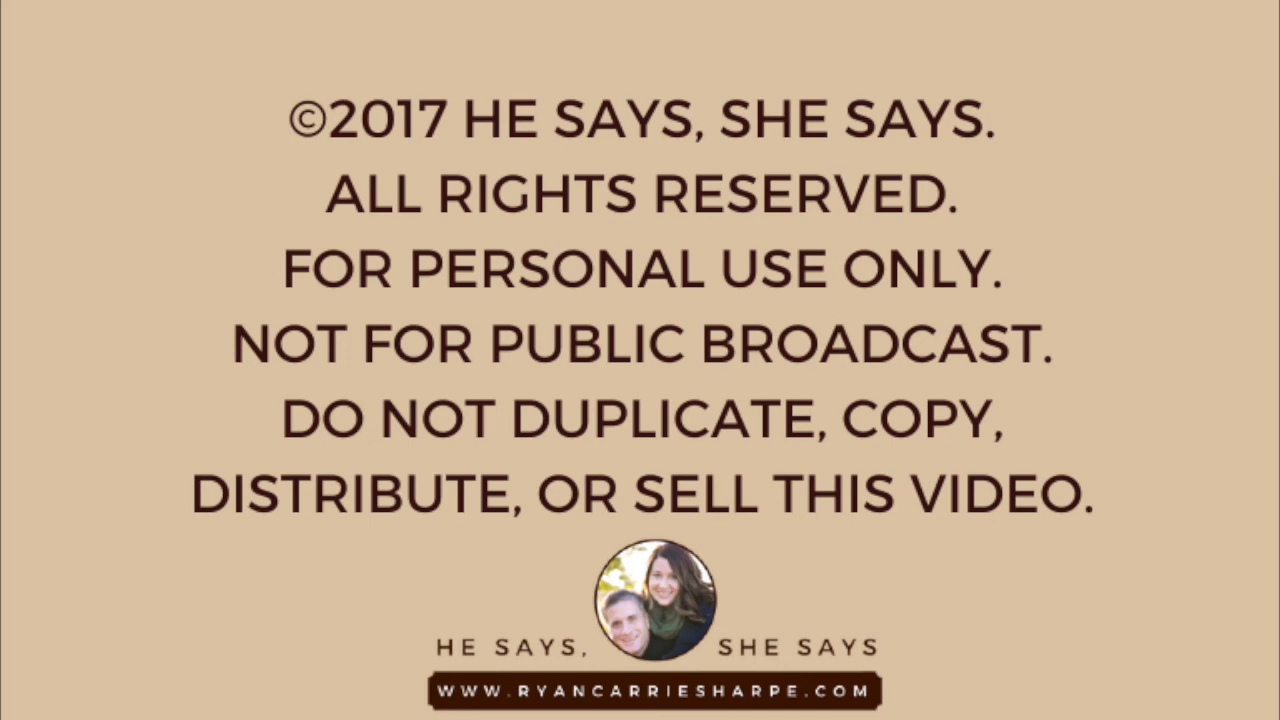 ©2017 HE SAYS, SHE SAYS.
ALL RIGHTS RESERVED.
FOR PERSONAL USE ONLY.
NOT FOR PUBLIC BROADCAST.
DO NOT DUPLICATE, COPY,
DISTRIBUTE, OR SELL THIS VIDEO.
HE SAYS, SHE SAYS
WWW.RYANCARRIESHARPE.COM